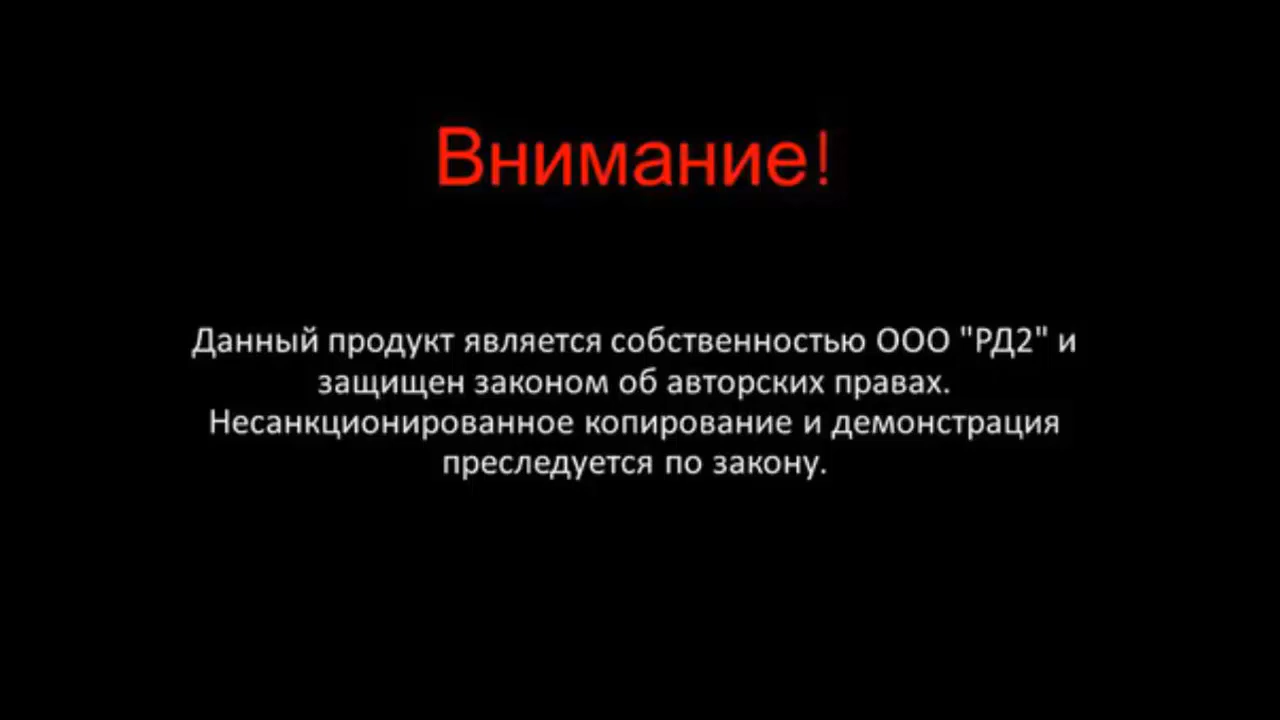 Внимание!
Данный продукт является собственностью ООО "РД2" и
защищен законом об авторских правах.
Несанкционированное копирование и демонстрация
преследуется по закону.